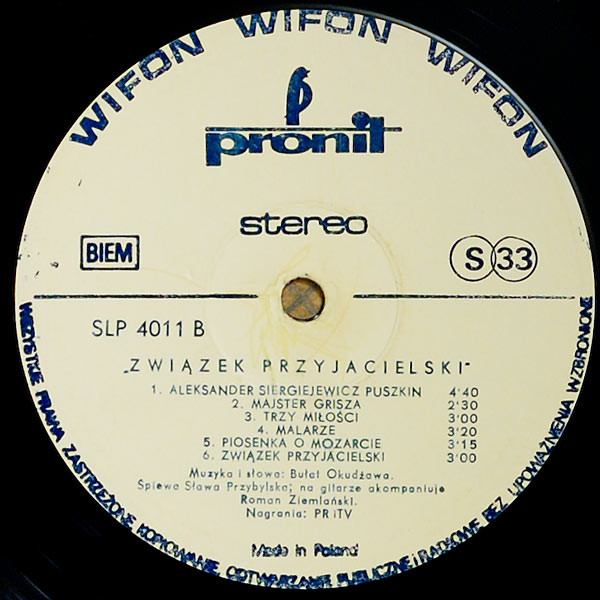 WIFON WIFON WIFON
pronit
stereo
BIEM
S 33
SLP 4011 B
„ZWIĄZEK PRZYJACIELSKI"
1. ALEKSANDER SIERGIEJEWICZ PUSZKIN 4'40
2. MAJSTER GRISZA 2'30
3. TRZY MIŁOŚCI 3'00
4. MALARZE 3'20
5. PIOSENKA O MOZARCIE 3'15
6. ZWIĄZEK PRZYJACIELSKI 3'00
Muzyka i słowa: Bułat Okudżawa.
Śpiewa Sława Przybylska; na gitarze akompaniuje
Roman Ziemlański.
Nagrania: PRiTV
Made in Poland
WSZYSTKIE PRAWA ZASTRZEŻONE. KOPIOWANIE, ODTWARZANIE PUBLICZNE i RADIOWE BEZ UPOWAŻNIENIA WZBRONIONE